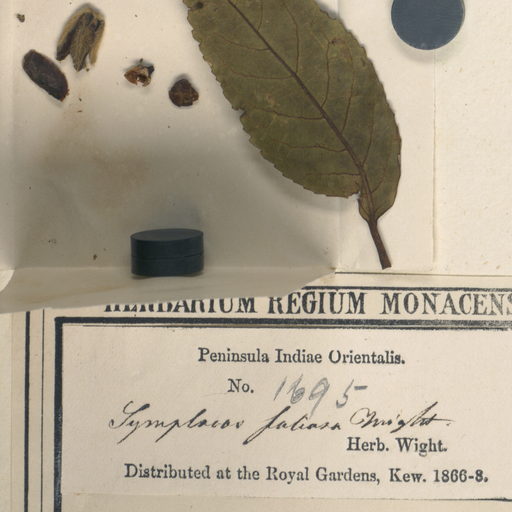 HERBARIUM REGIUM MONACENS
Peninsula Indiae Orientalis.
No. 1695
Symplocos foliosa Wight.
Herb. Wight.
Distributed at the Royal Gardens, Kew. 1866-8.